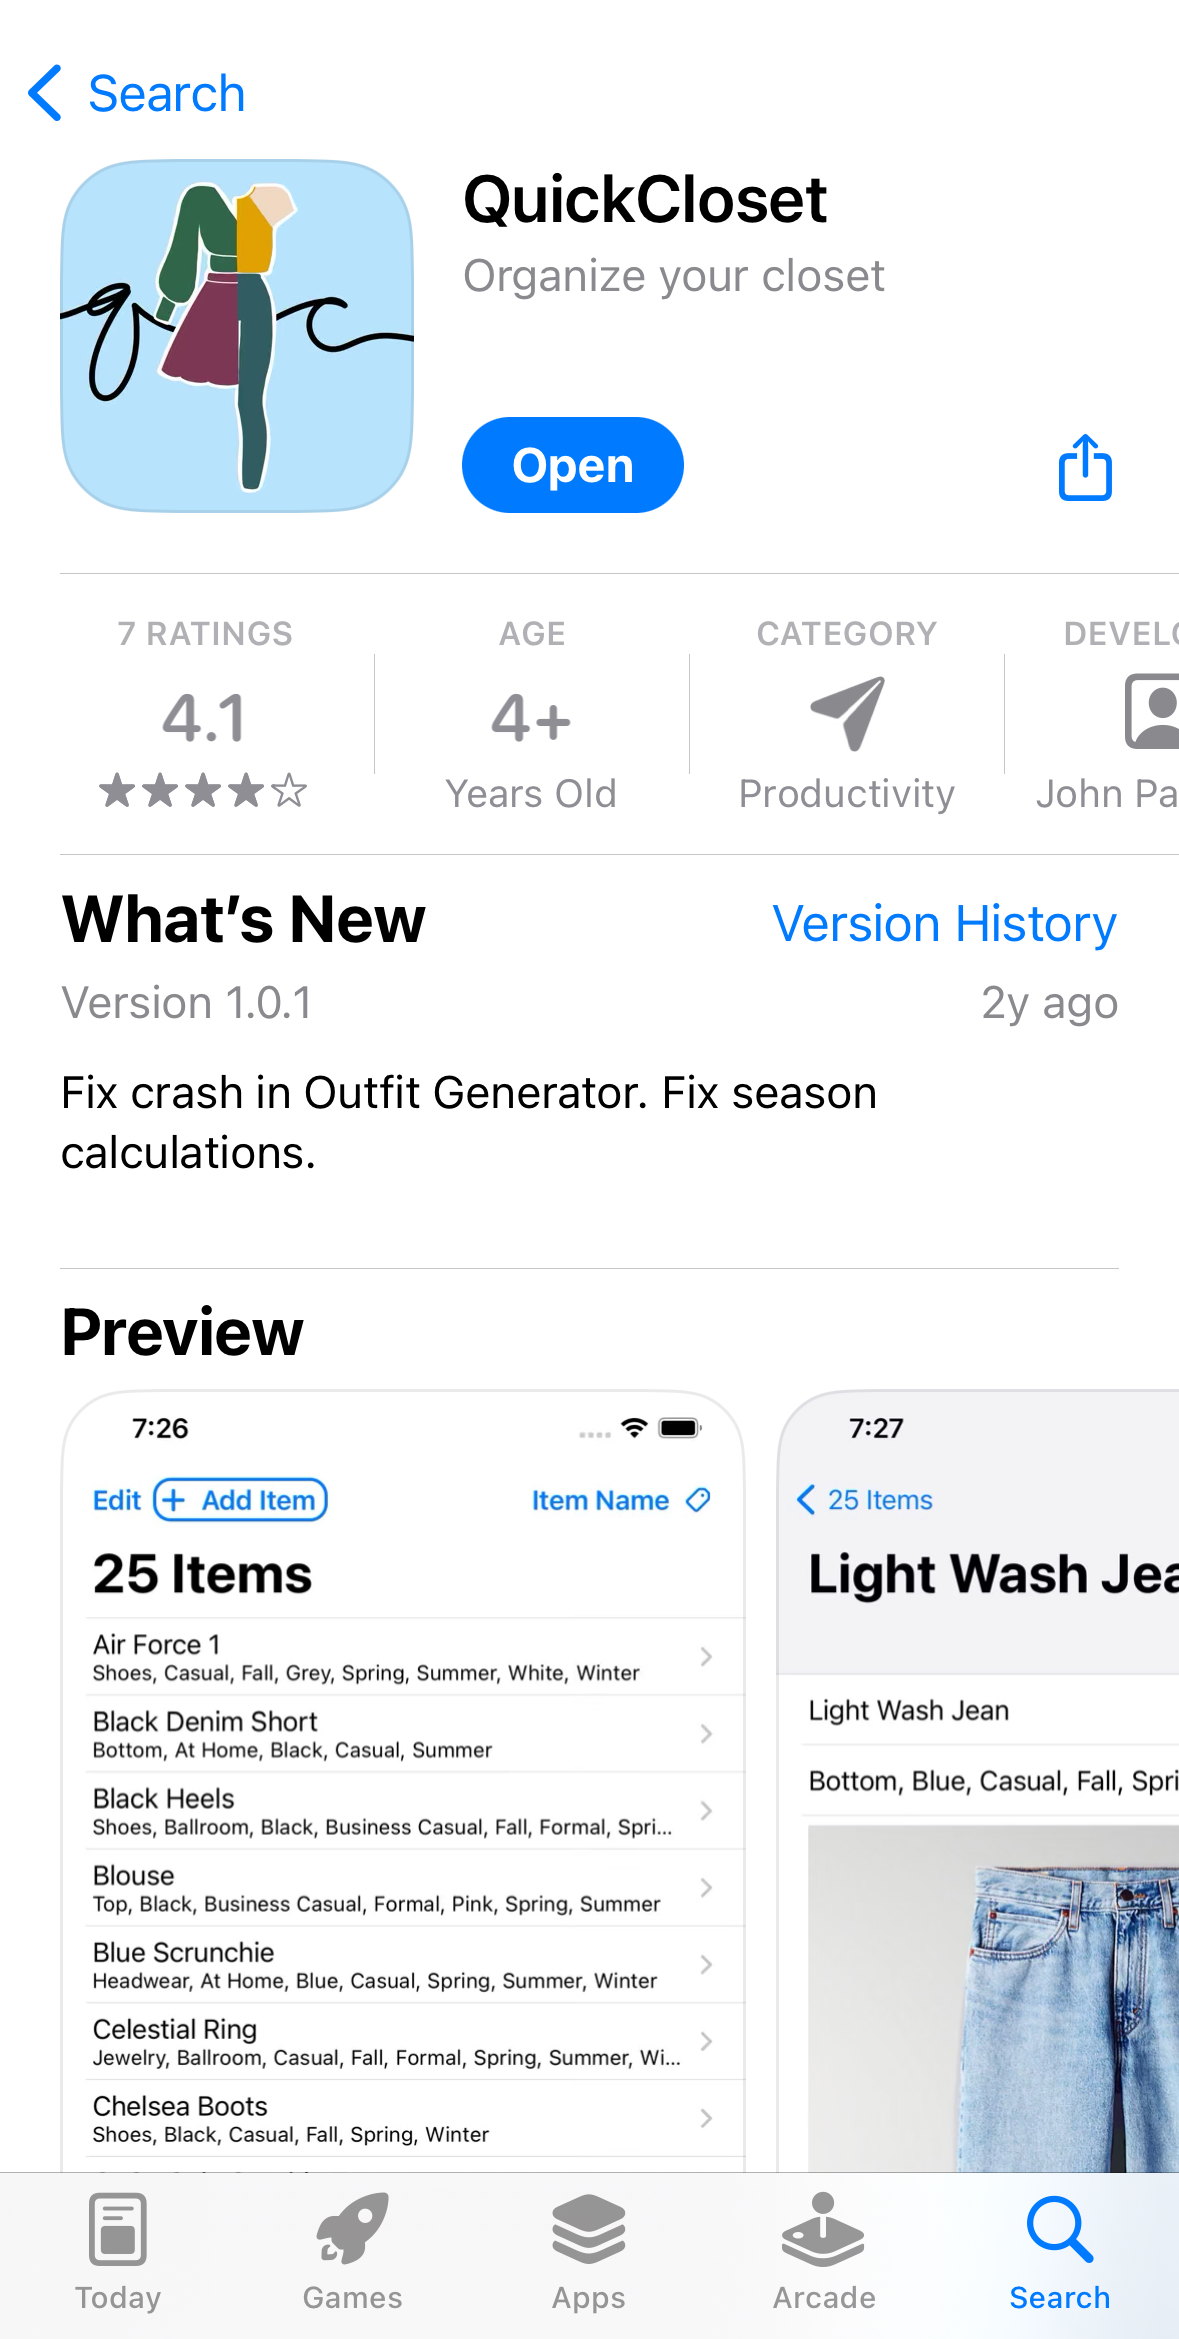 Search
qc
QuickCloset
Organize your closet
Open
7 RATINGS
4.1
AGE
4+
Years Old
CATEGORY
Productivity
DEVELO
John Pa
What's New
Version History
Version 1.0.1
2y ago
Fix crash in Outfit Generator. Fix season
calculations.
Preview
7:26
Edit + Add Item
Item Name
25 Items
Air Force 1
Shoes, Casual, Fall, Grey, Spring, Summer, White, Winter
Black Denim Short
Bottom, At Home, Black, Casual, Summer
Black Heels
Shoes, Ballroom, Black, Business Casual, Fall, Formal, Spri...
Blouse
Top, Black, Business Casual, Formal, Pink, Spring, Summer
Blue Scrunchie
Headwear, At Home, Blue, Casual, Spring, Summer, Winter
Celestial Ring
Jewelry, Ballroom, Casual, Fall, Formal, Spring, Summer, Wi...
Chelsea Boots
Shoes, Black, Casual, Fall, Spring, Winter
7:27
25 Items
Light Wash Jea
Light Wash Jean
Bottom, Blue, Casual, Fall, Spri
Today
Games
Apps
Arcade
Search